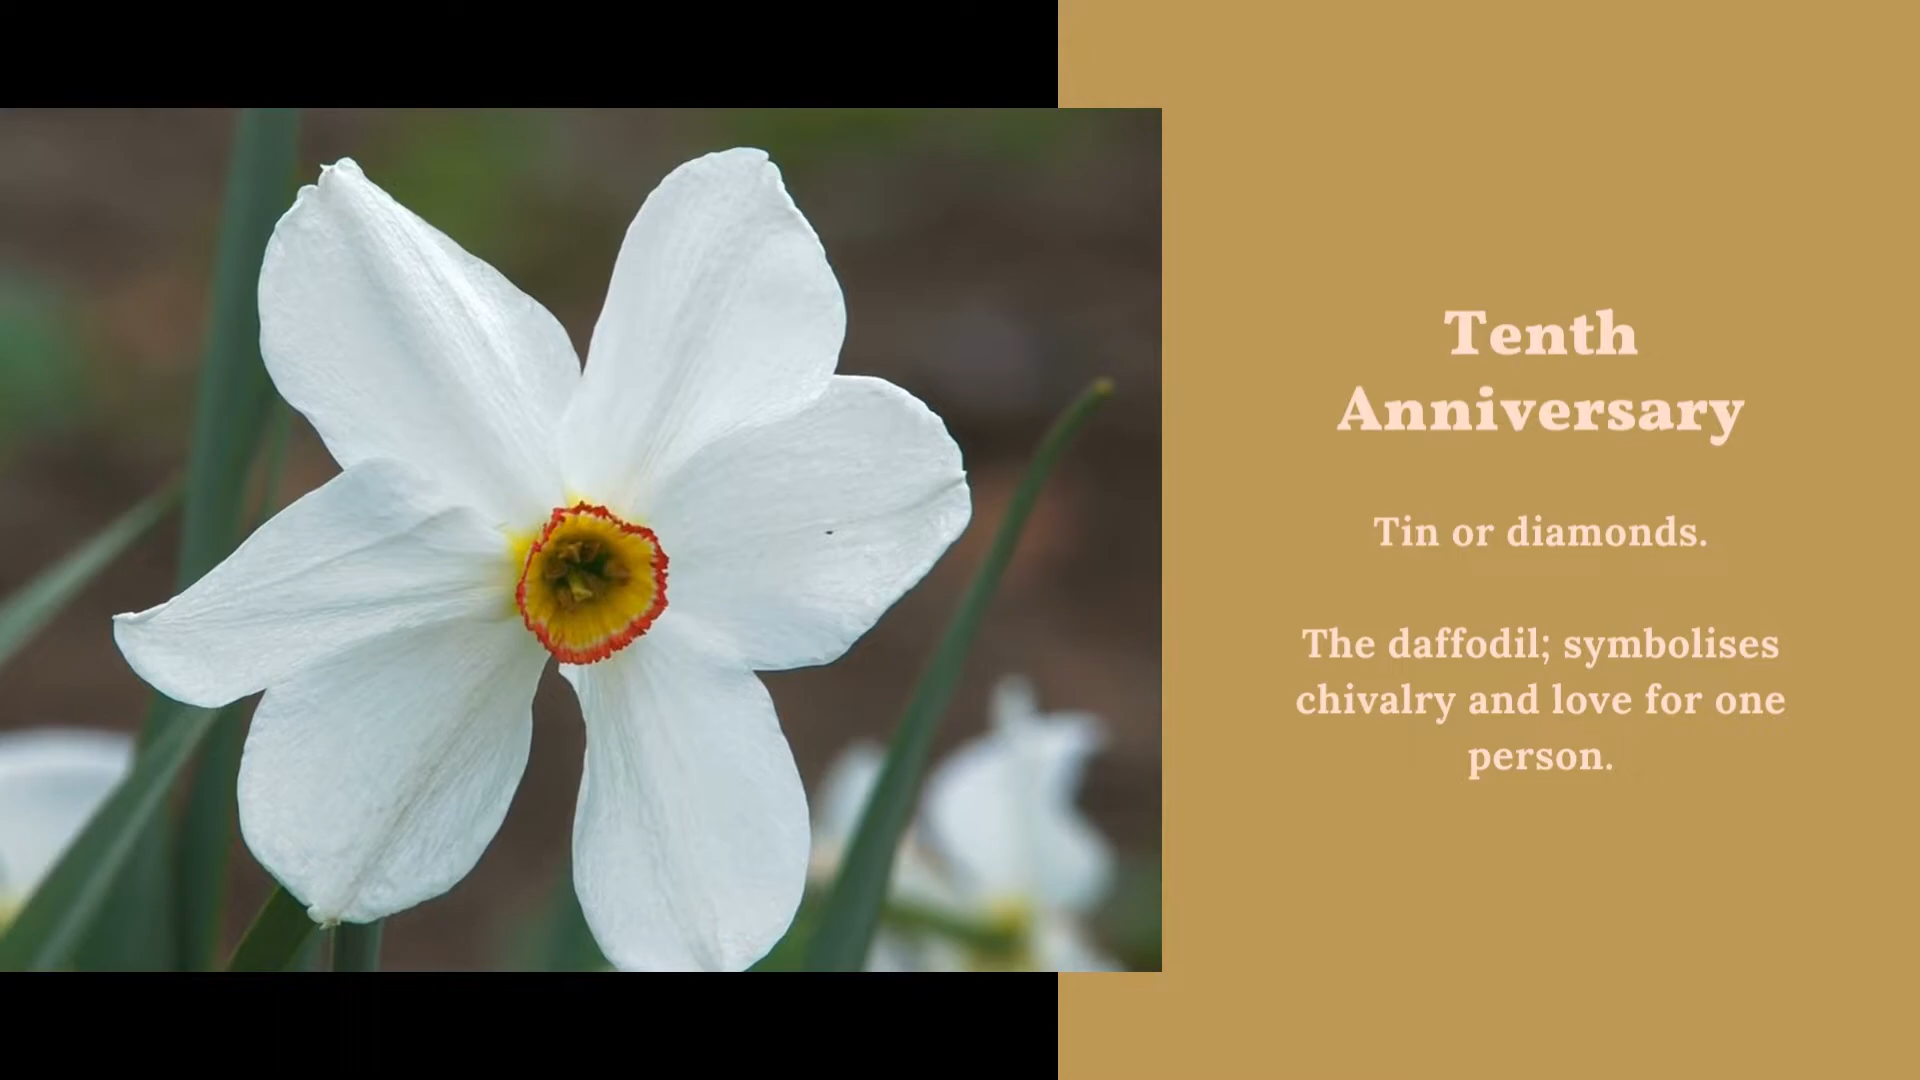 Tenth
Anniversary
Tin or diamonds.
The daffodil; symbolises
chivalry and love for one
person.